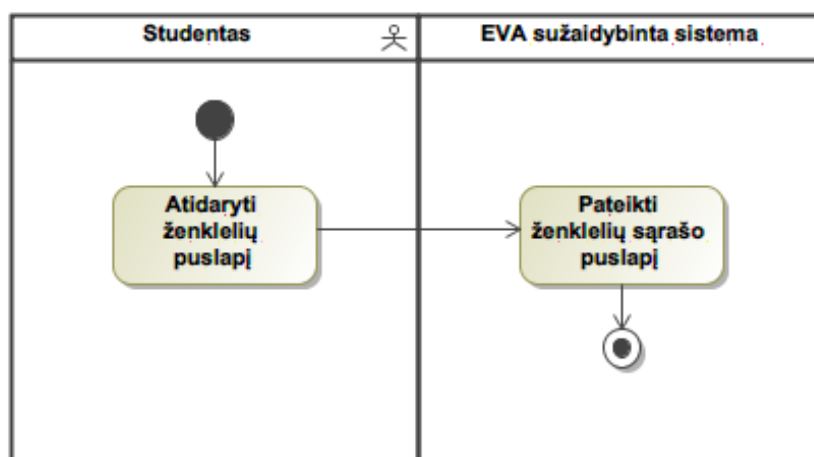 Studentas
EVA sužaidybinta sistema
Atidaryti
ženklelių
puslapį
Pateikti
ženklelių sąrašo
puslapį